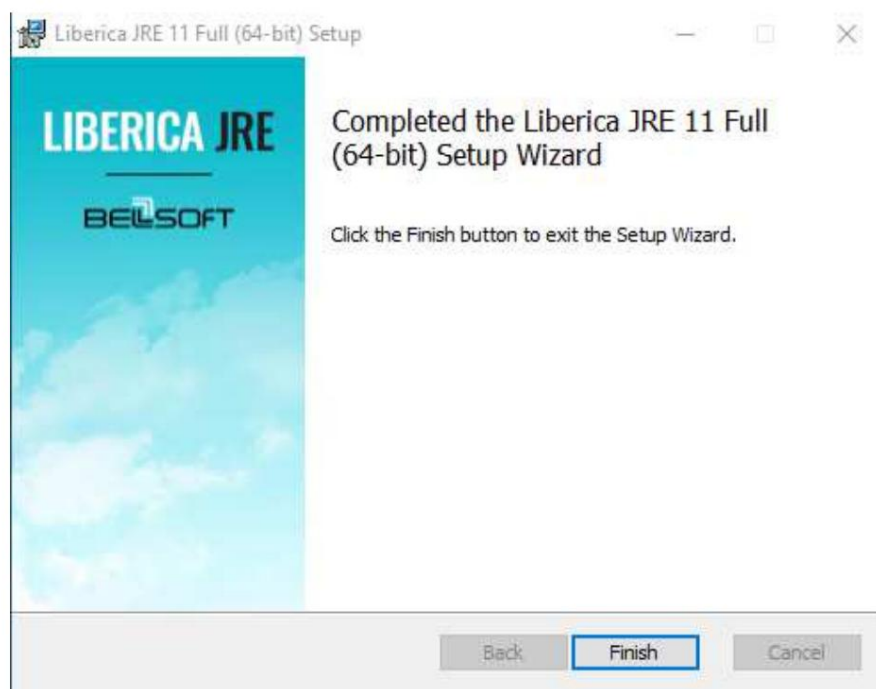 Liberica JRE 11 Full (64-bit) Setup
LIBERICA JRE
BELLSOFT
Completed the Liberica JRE 11 Full
(64-bit) Setup Wizard
Click the Finish button to exit the Setup Wizard.
Back
Finish
Cancel